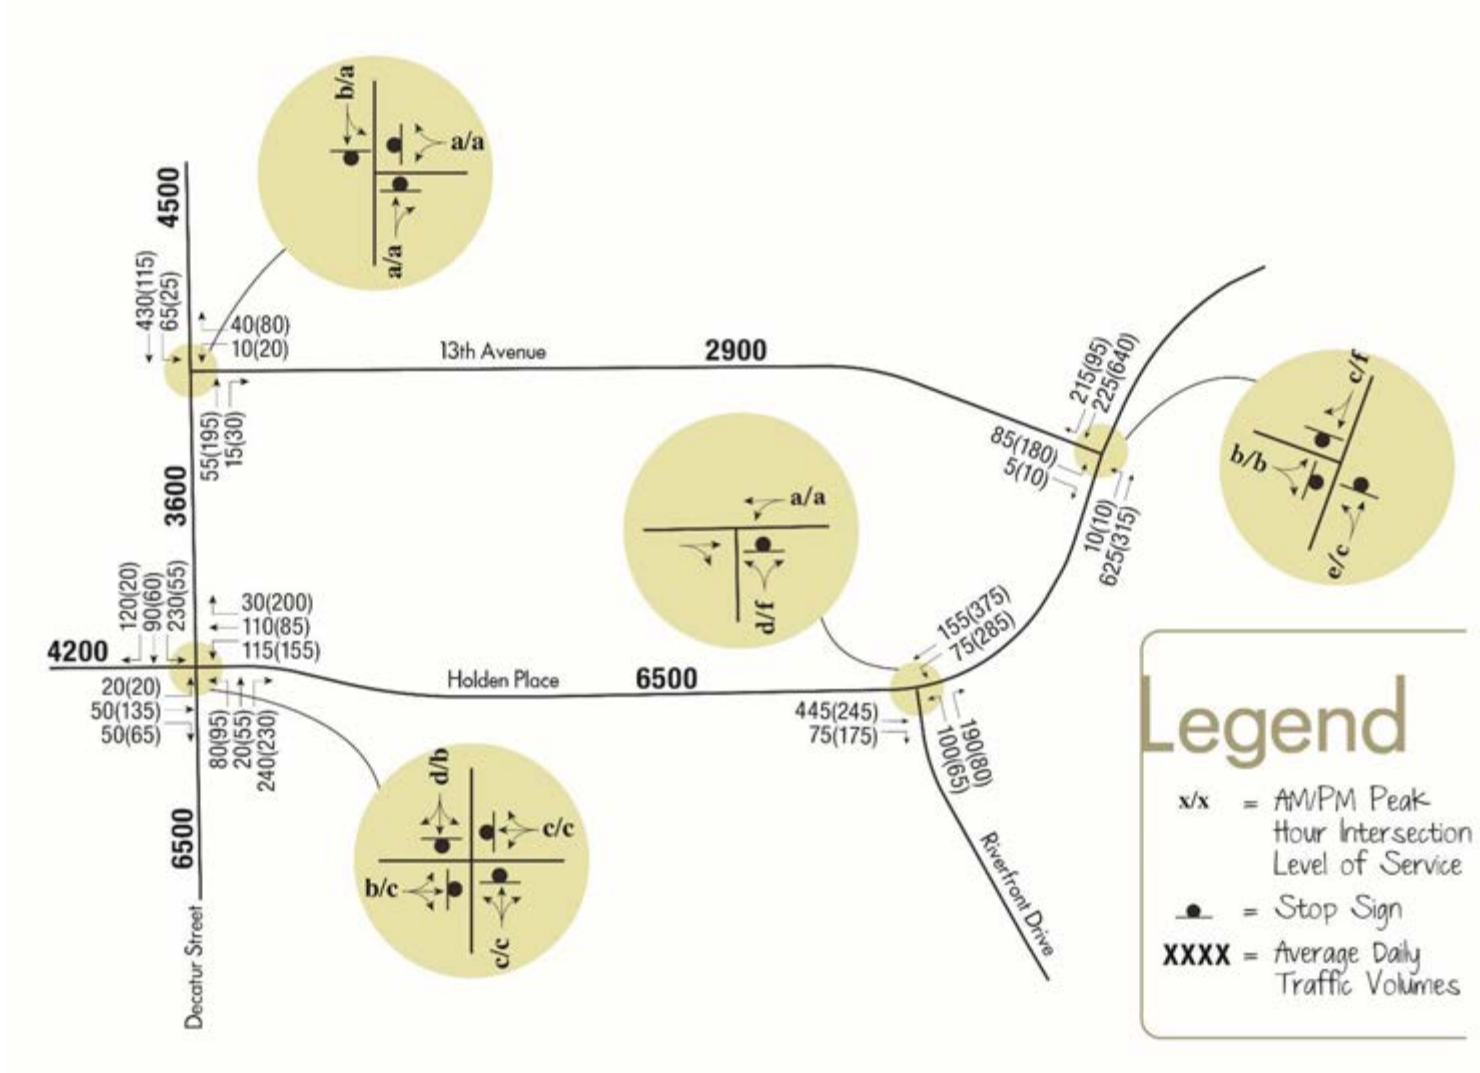 b/a
a/a
a/a
4500
430(115)
65(25)
40(80)
10(20)
13th Avenue
2900
55(195)
15(30)
215(95)
225(640)
85(180)
5(10)
10(10)
625(315)
c/f
b/b
e/c
3600
a/a
d/f
120(20)
90(60)
230(55)
30(200)
110(85)
115(155)
4200
20(20)
50(135)
50(65)
80(95)
20(55)
240(230)
Holden Place
6500
155(375)
75(285)
445(245)
75(175)
100(65)
190(80)
d/b
c/c
b/c
c/c
6500
Decatur Street
Riverfront Drive
Legend
x/x = AM/PM Peak
Hour Intersection
Level of Service
= Stop Sign
XXXX = Average Daily
Traffic Volumes